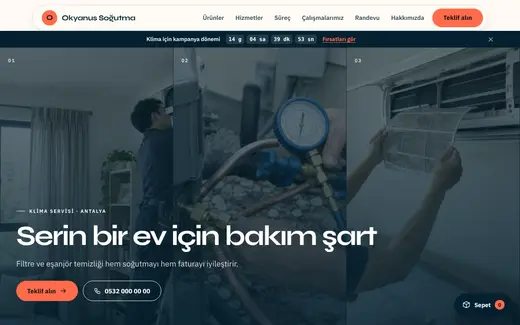 O Okyanus Soğutma
Ürünler Hizmetler Süreç Çalışmalarımız Randevu Hakkımızda Teklif alın
Klima için kampanya dönemi 14 g 04 sa 39 dk 53 sn Fırsatları gör
01 02 03
KLİMA SERVİSİ · ANTALYA
Serin bir ev için bakım şart
Filtre ve eşanjör temizliği hem soğutmayı hem faturayı iyileştirir.
Teklif alın → 0532 000 00 00
Sepet 0